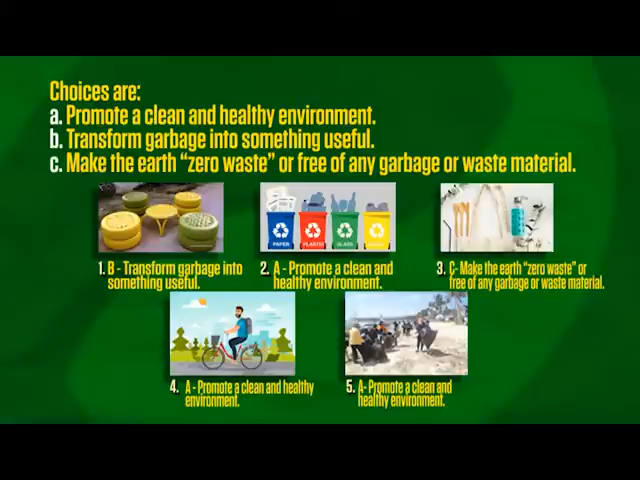 Choices are:
a. Promote a clean and healthy environment.
b. Transform garbage into something useful.
c. Make the earth “zero waste” or free of any garbage or waste material.
PAPER PLASTIC GLASS
1. B - Transform garbage into
something useful.
2. A - Promote a clean and
healthy environment.
3. C- Make the earth “zero waste” or
free of any garbage or waste material.
4. A - Promote a clean and healthy
environment.
5. A- Promote a clean and
healthy environment.